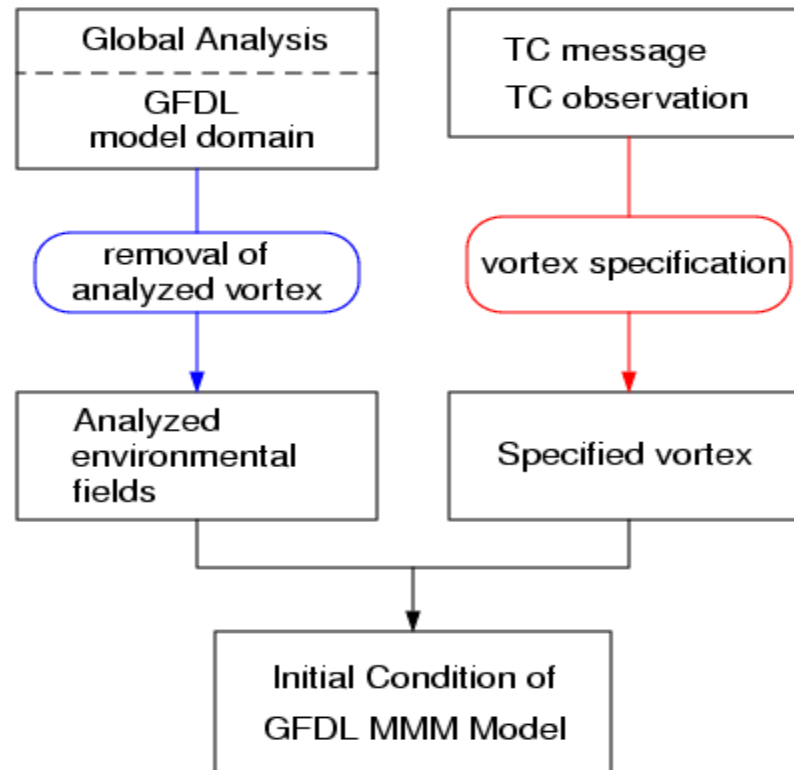 Global Analysis
GFDL
model domain
TC message
TC observation
removal of
analyzed vortex
vortex specification
Analyzed
environmental
fields
Specified vortex
Initial Condition of
GFDL MMM Model